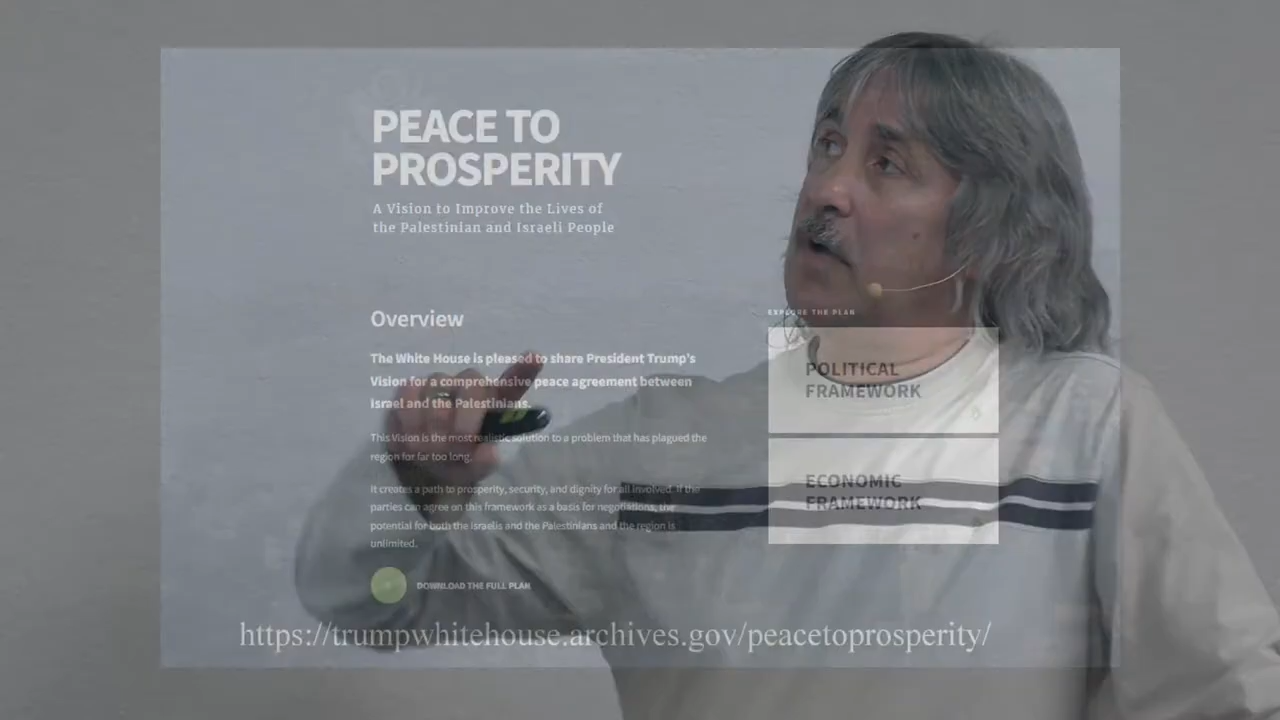 PEACE TO
PROSPERITY
A Vision to Improve the Lives of
the Palestinian and Israeli People
Overview
The White House is pleased to share President Trump's
Vision for a comprehensive peace agreement between
Israel and the Palestinians.
This Vision is the most realistic solution to a problem that has plagued the
region for far too long.
It creates a path to prosperity, security, and dignity for all involved. If the
parties can agree on this framework as a basis for negotiations, the
potential for both the Israelis and the Palestinians and the region is
unlimited.
DOWNLOAD THE FULL PLAN
EXPLORE THE PLAN
POLITICAL
FRAMEWORK
ECONOMIC
FRAMEWORK
https://trumpwhitehouse.archives.gov/peacetoprosperity/